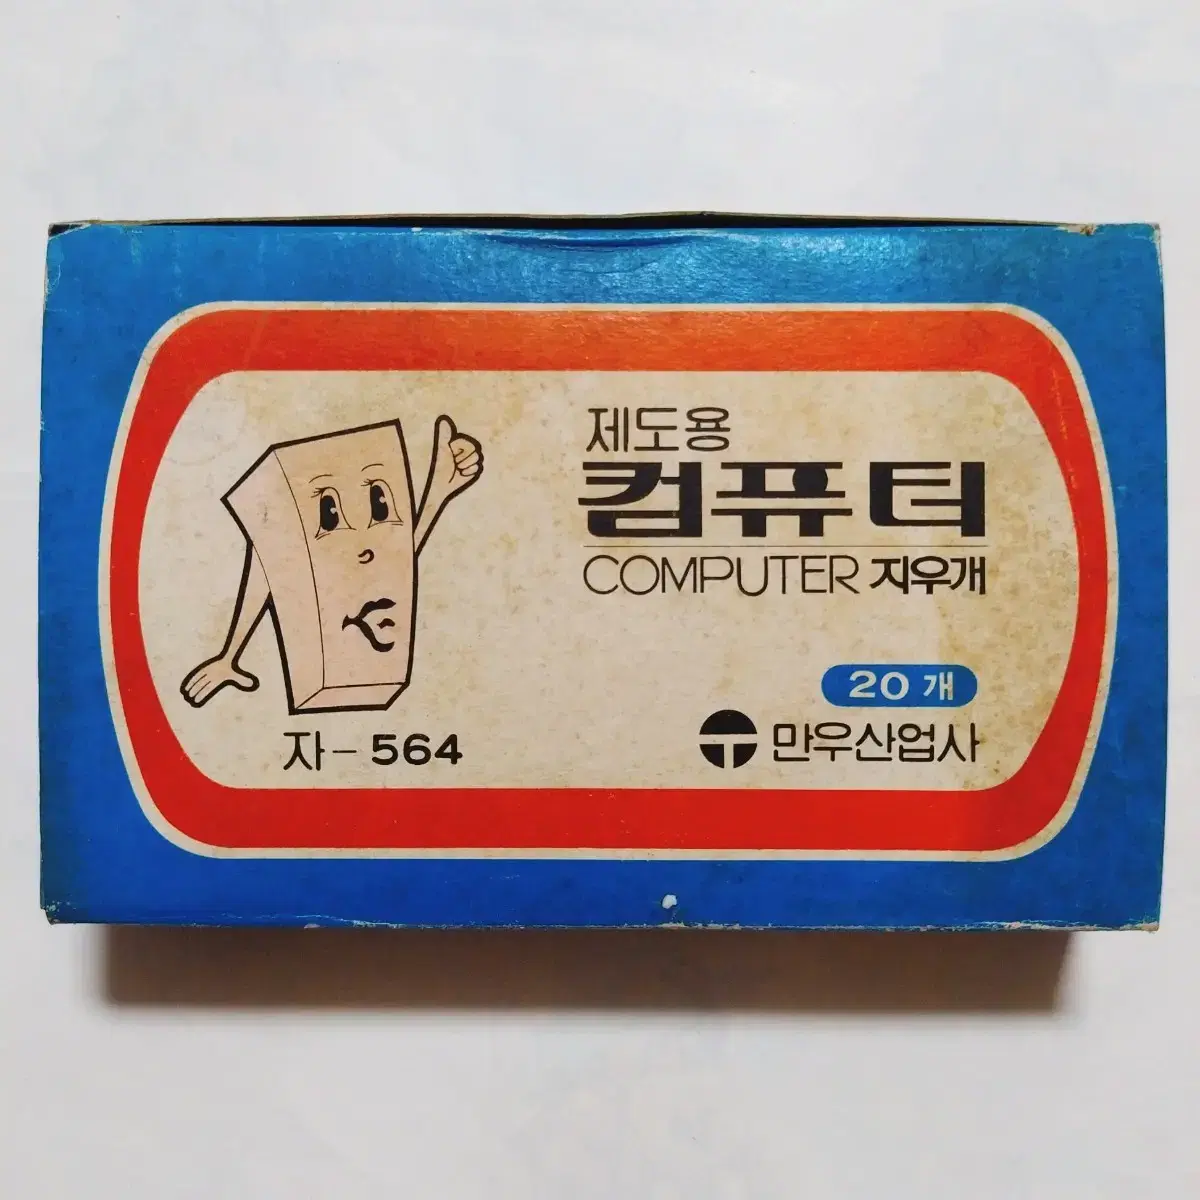 제도용
컴퓨터
COMPUTER 지우개
20 개
만우산업사
자-564